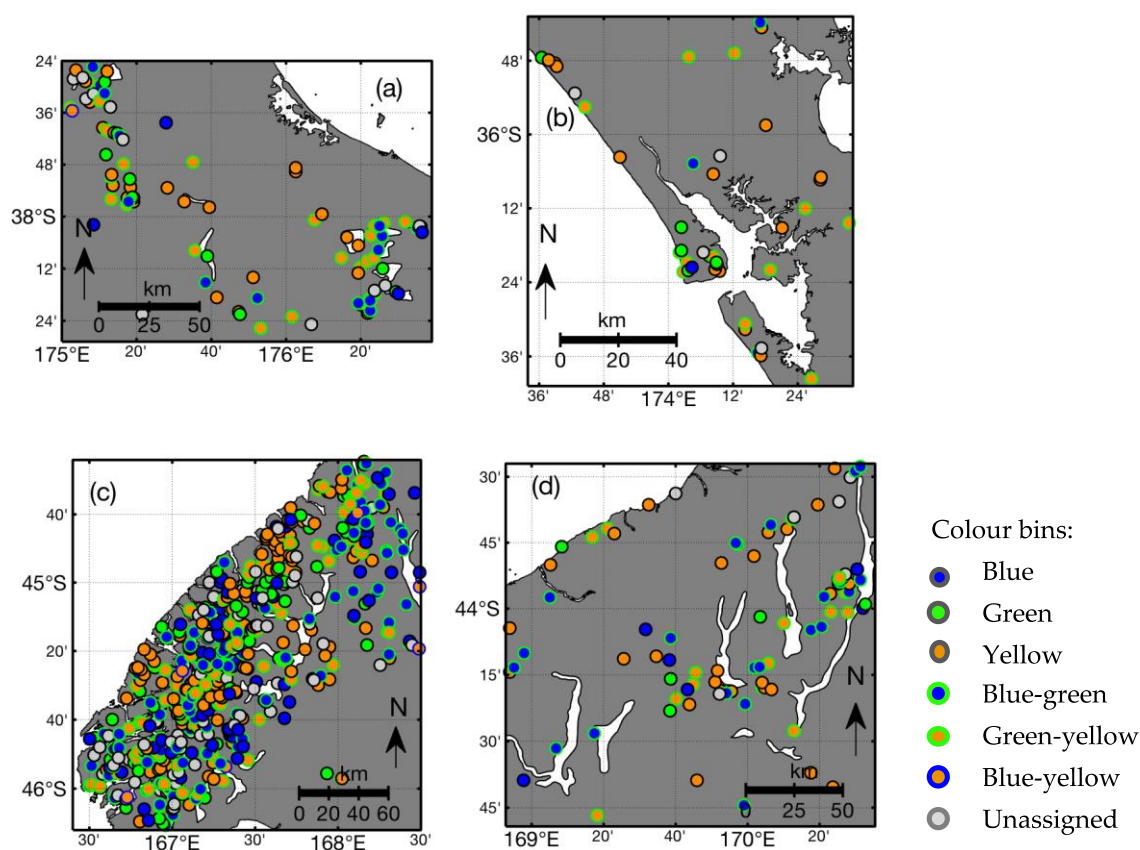 24'
36'
48'
38°S
12'
24'
(a)
N
km
0 25 50
175°E 20' 40' 176°E 20'
48'
36°S
12'
24'
36'
(b)
N
km
0 20 40
36' 48' 174°E 12' 24'
(c)
40'
45°S
20'
40'
46°S
N
km
0 20 40 60
30' 167°E 30' 168°E 30'
(d)
30'
45'
44°S
15'
30'
45'
N
km
0 25 50
169°E 20' 40' 170°E 20'
Colour bins:
Blue
Green
Yellow
Blue-green
Green-yellow
Blue-yellow
Unassigned